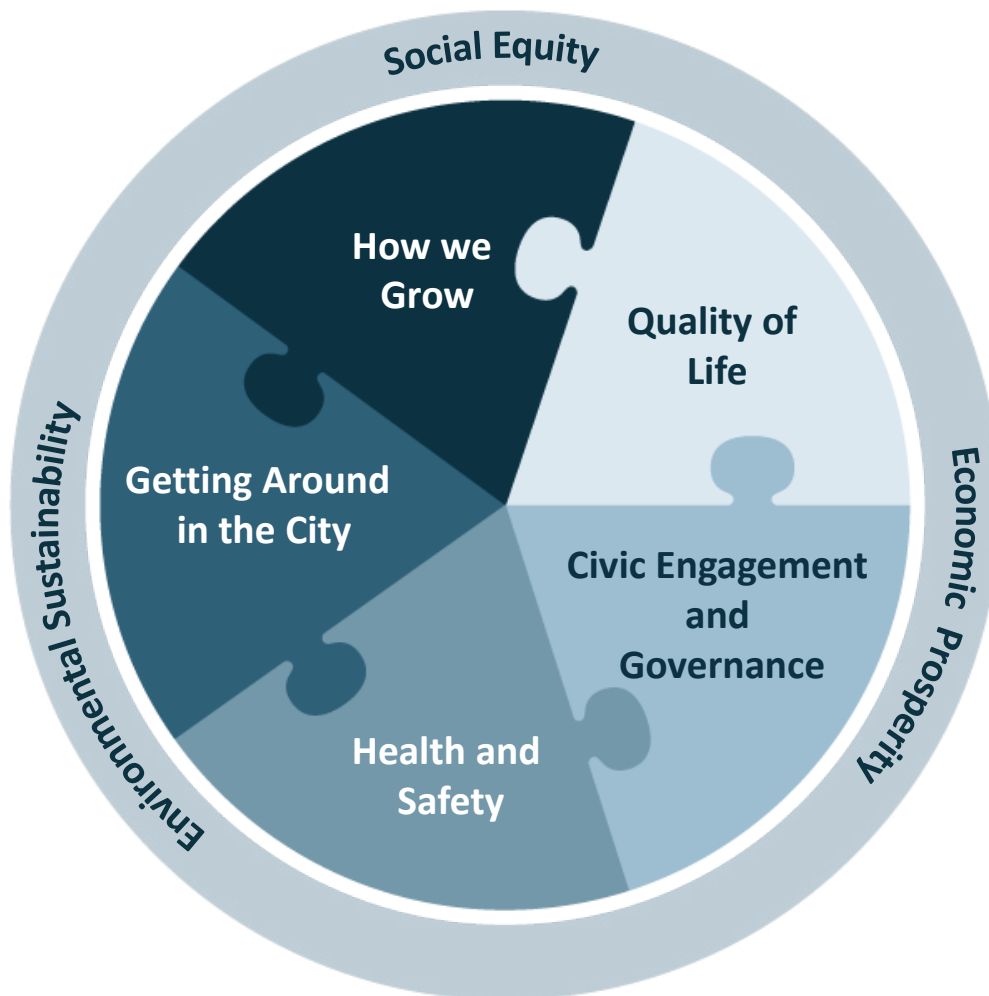 Social Equity
How we
Grow
Quality of
Life
Getting Around
in the City
Civic Engagement
and
Governance
Health and
Safety
Environmental Sustainability
Economic Prosperity